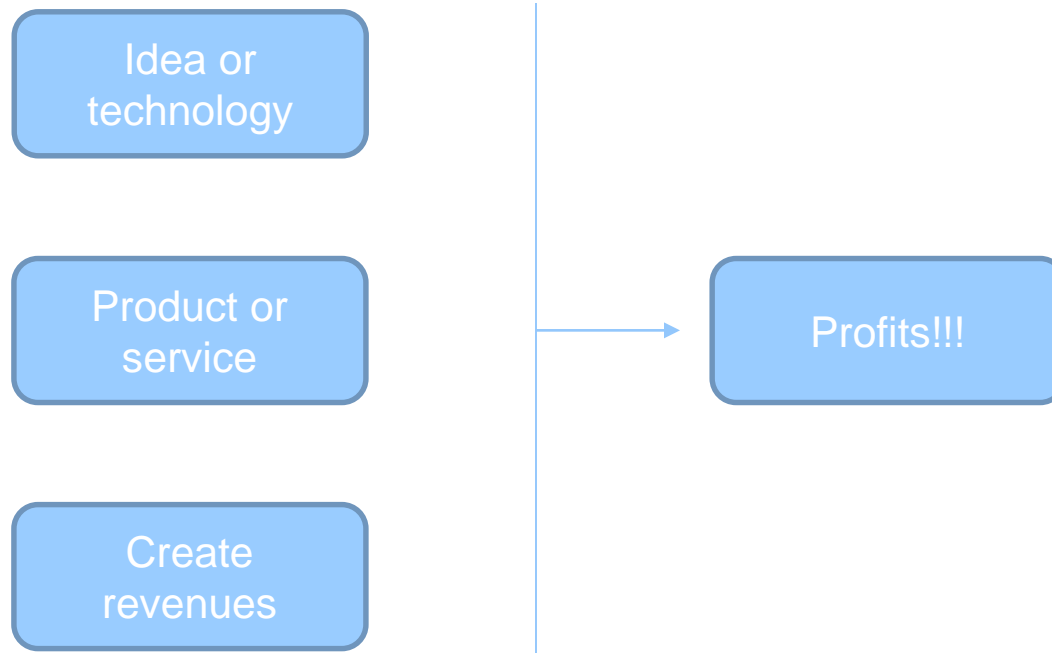 Idea or
technology
Product or
service
Profits!!!
Create
revenues